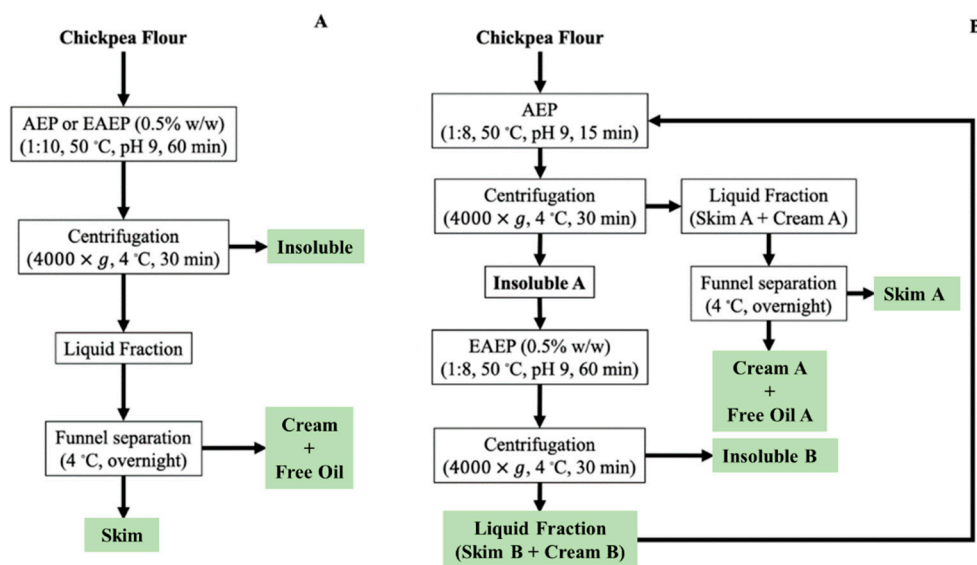 A
Chickpea Flour
AEP or EAEP (0.5% w/w)
(1:10, 50 °C, pH 9, 60 min)
Centrifugation
(4000 × g, 4 °C, 30 min)
Insoluble
Liquid Fraction
Funnel separation
(4 °C, overnight)
Cream
+
Free Oil
Skim
B
Chickpea Flour
AEP
(1:8, 50 °C, pH 9, 15 min)
Centrifugation
(4000 × g, 4 °C, 30 min)
Liquid Fraction
(Skim A + Cream A)
Insoluble A
Funnel separation
(4 °C, overnight)
Skim A
Cream A
+
Free Oil A
EAEP (0.5% w/w)
(1:8, 50 °C, pH 9, 60 min)
Centrifugation
(4000 × g, 4 °C, 30 min)
Insoluble B
Liquid Fraction
(Skim B + Cream B)